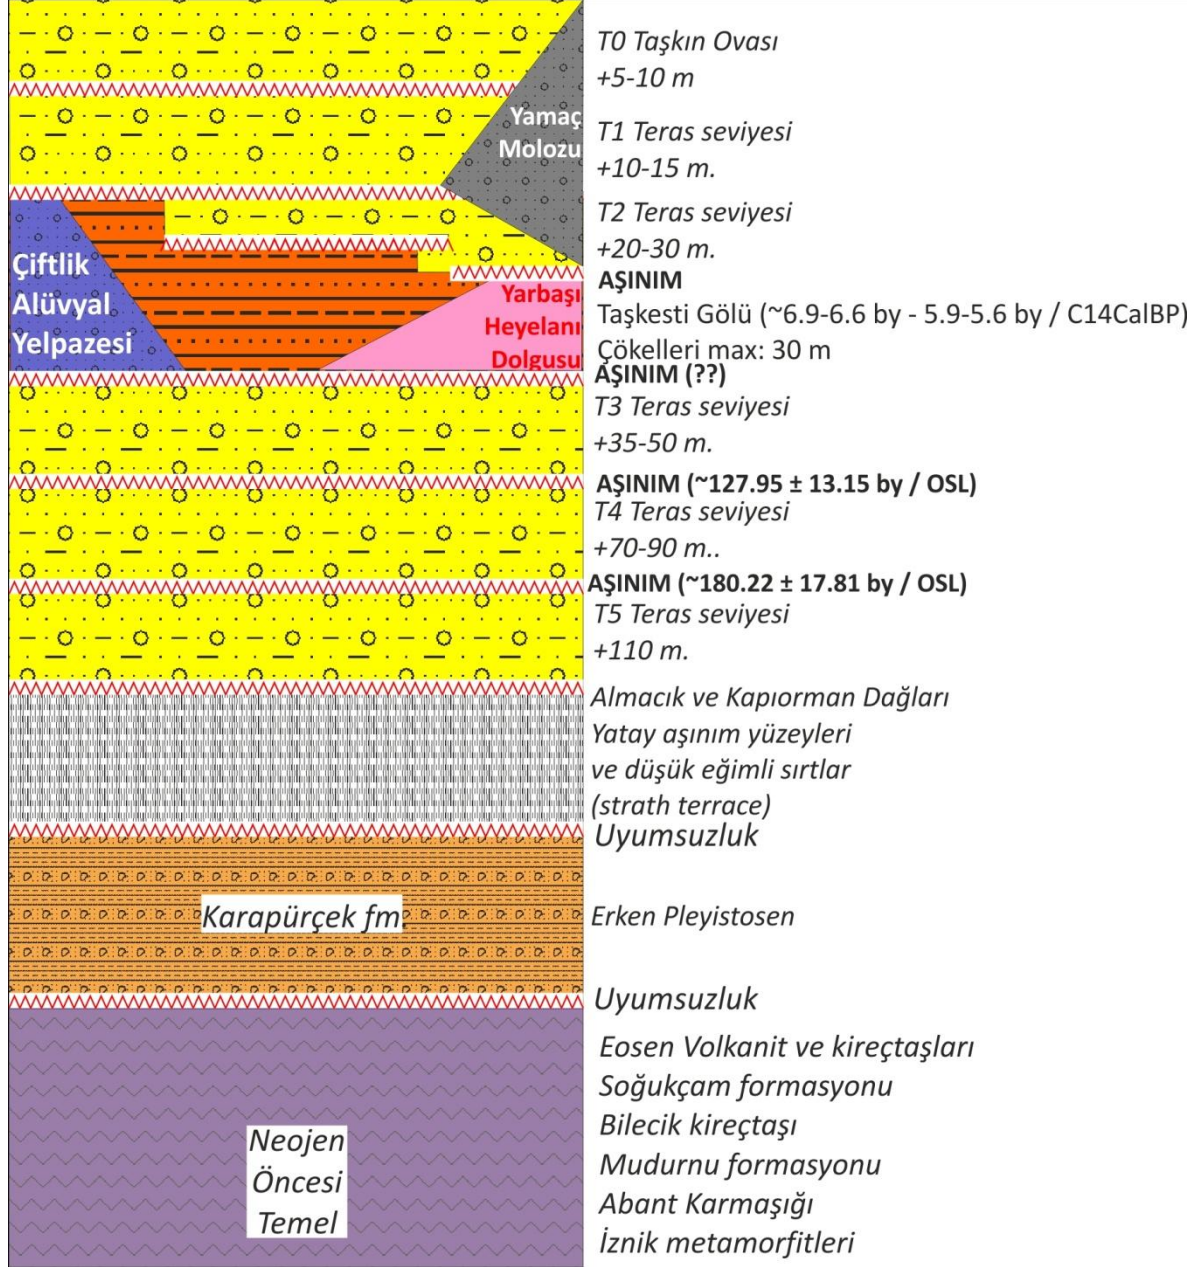 T0 Taşkın Ovası
+5-10 m
Yamaç
Molozu
T1 Teras seviyesi
+10-15 m.
T2 Teras seviyesi
+20-30 m.
Çiftlik
Alüvyal
Yelpazesi
Yarbaşı
Heyelanı
Dolgusu
AŞINIM
Taşkesti Gölü (~6.9-6.6 by - 5.9-5.6 by / C14CalBP)
Çökelleri max: 30 m
AŞINIM (??)
T3 Teras seviyesi
+35-50 m.
AŞINIM (~127.95 ± 13.15 by / OSL)
T4 Teras seviyesi
+70-90 m..
AŞINIM (~180.22 ± 17.81 by / OSL)
T5 Teras seviyesi
+110 m.
Almacık ve Kapıorman Dağları
Yatay aşınım yüzeyleri
ve düşük eğimli sırtlar
(strath terrace)
Uyumsuzluk
Karapürçek fm.
Erken Pleyistosen
Uyumsuzluk
Neojen
Öncesi
Temel
Eosen Volkanit ve kireçtaşları
Soğukçam formasyonu
Bilecik kireçtaşı
Mudurnu formasyonu
Abant Karmaşığı
İznik metamorfitleri